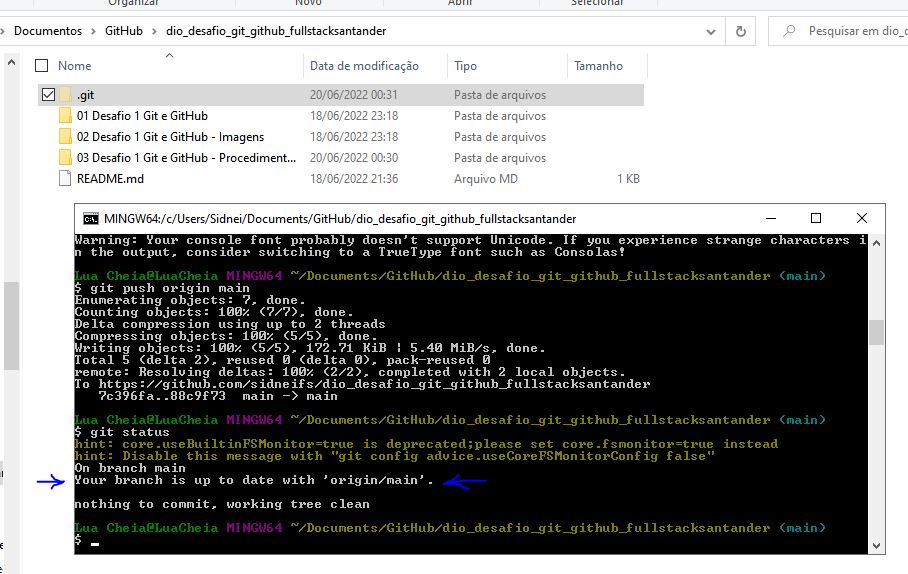 Organizar Novo Abrir Selecionar
Documentos > GitHub > dio_desafio_git_github_fullstacksantander
Pesquisar em dio_d
Nome Data de modificação Tipo Tamanho
.git 20/06/2022 00:31 Pasta de arquivos
01 Desafio 1 Git e GitHub 18/06/2022 23:18 Pasta de arquivos
02 Desafio 1 Git e GitHub - Imagens 18/06/2022 23:18 Pasta de arquivos
03 Desafio 1 Git e GitHub - Procediment... 20/06/2022 00:30 Pasta de arquivos
README.md 18/06/2022 21:36 Arquivo MD 1 KB
MINGW64:/c/Users/Sidnei/Documents/GitHub/dio_desafio_git_github_fullstacksantander
Warning: Your console font probably doesn't support Unicode. If you experience strange characters i
n the output, consider switching to a TrueType font such as Consolas!
Lua Cheia@LuaCheia MINGW64 ~/Documents/GitHub/dio_desafio_git_github_fullstacksantander (main)
$ git push origin main
Enumerating objects: 7, done.
Counting objects: 100% (7/7), done.
Delta compression using up to 2 threads
Compressing objects: 100% (5/5), done.
Writing objects: 100% (5/5), 172.71 KiB | 5.40 MiB/s, done.
Total 5 (delta 2), reused 0 (delta 0), pack-reused 0
remote: Resolving deltas: 100% (2/2), completed with 2 local objects.
To https://github.com/sidneifs/dio_desafio_git_github_fullstacksantander
7c396fa..88c9f73 main -> main
Lua Cheia@LuaCheia MINGW64 ~/Documents/GitHub/dio_desafio_git_github_fullstacksantander (main)
$ git status
hint: core.useBuiltinFSMonitor=true is deprecated;please set core.fsmonitor=true instead
hint: Disable this message with "git config advice.useCoreFSMonitorConfig false"
On branch main
Your branch is up to date with 'origin/main'.
nothing to commit, working tree clean
Lua Cheia@LuaCheia MINGW64 ~/Documents/GitHub/dio_desafio_git_github_fullstacksantander (main)
$